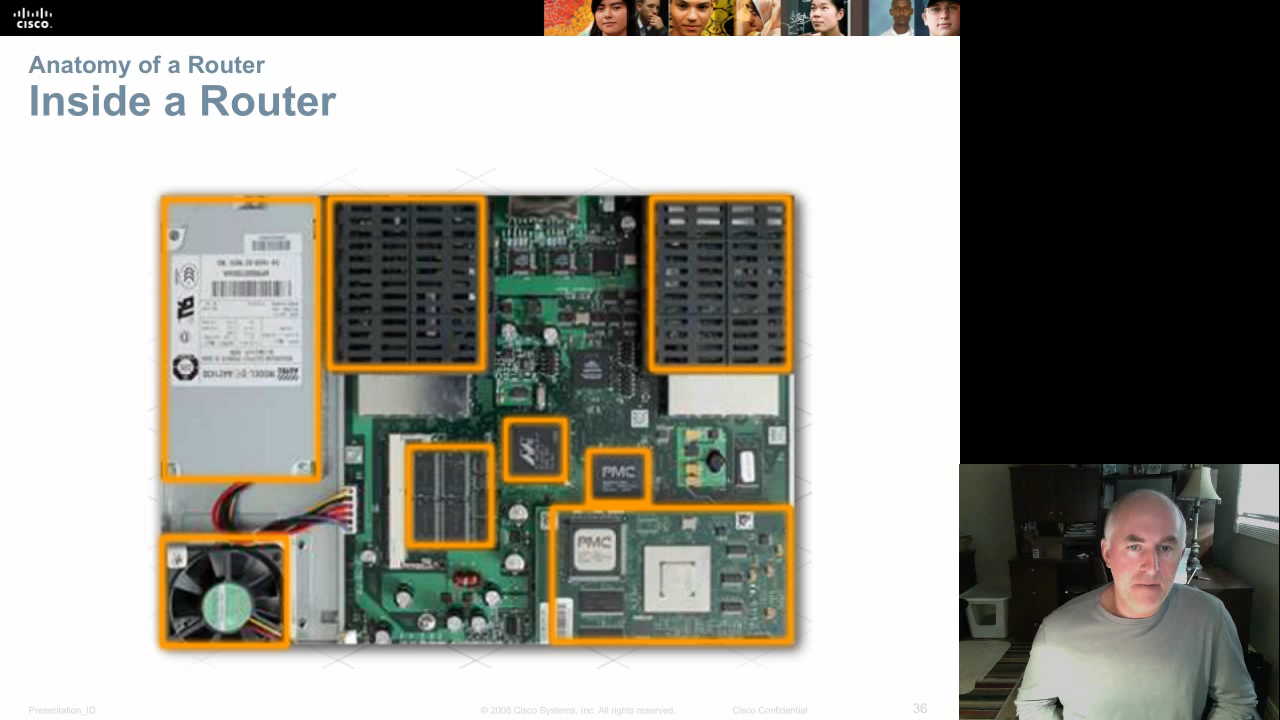 CISCO.
Anatomy of a Router
Inside a Router
PMC
PMC
Presentation_ID
© 2008 Cisco Systems, Inc. All rights reserved.
Cisco Confidential
36